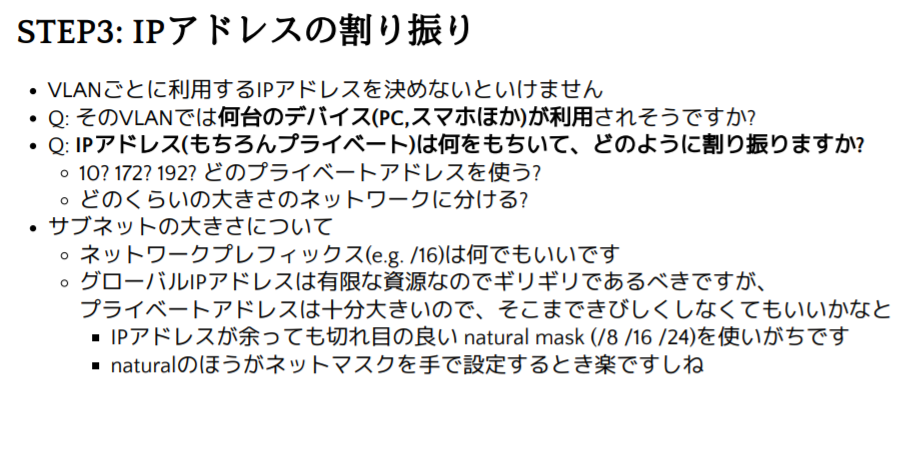 STEP3: IPアドレスの割り振り
VLANごとに利用するIPアドレスを決めないといけません
Q: そのVLANでは何台のデバイス(PC,スマホほか)が利用されそうですか?
Q: IPアドレス(もちろんプライベート)は何をもちいて、どのように割り振りますか?
10? 172? 192? どのプライベートアドレスを使う?
どのくらいの大きさのネットワークに分ける?
サブネットの大きさについて
ネットワークプレフィックス(e.g. /16)は何でもいいです
グローバルIPアドレスは有限な資源なのでギリギリであるべきですが、
プライベートアドレスは十分大きいので、そこまできびしくしなくてもいいかなと
IPアドレスが余っても切れ目の良い natural mask (/8 /16 /24)を使いがちです
naturalのほうがネットマスクを手で設定するとき楽ですしね